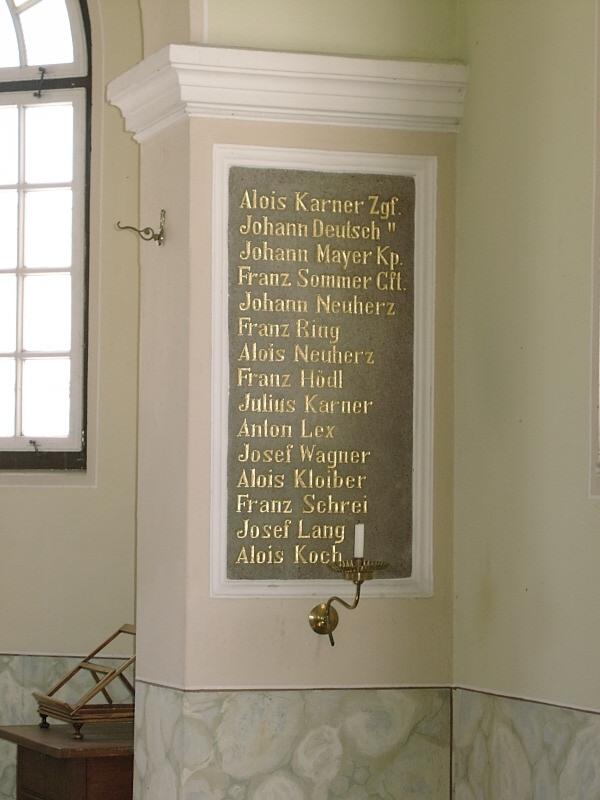 Alois Karner Zgf.
Johann Deutsch "
Johann Mayer Kp.
Franz Sommer Gft.
Johann Neuherz
Franz Ring
Alois Neuherz
Franz Hödl
Julius Karner
Anton Lex
Josef Wagner
Alois Kloiber
Franz Schrei
Josef Lang
Alois Koch